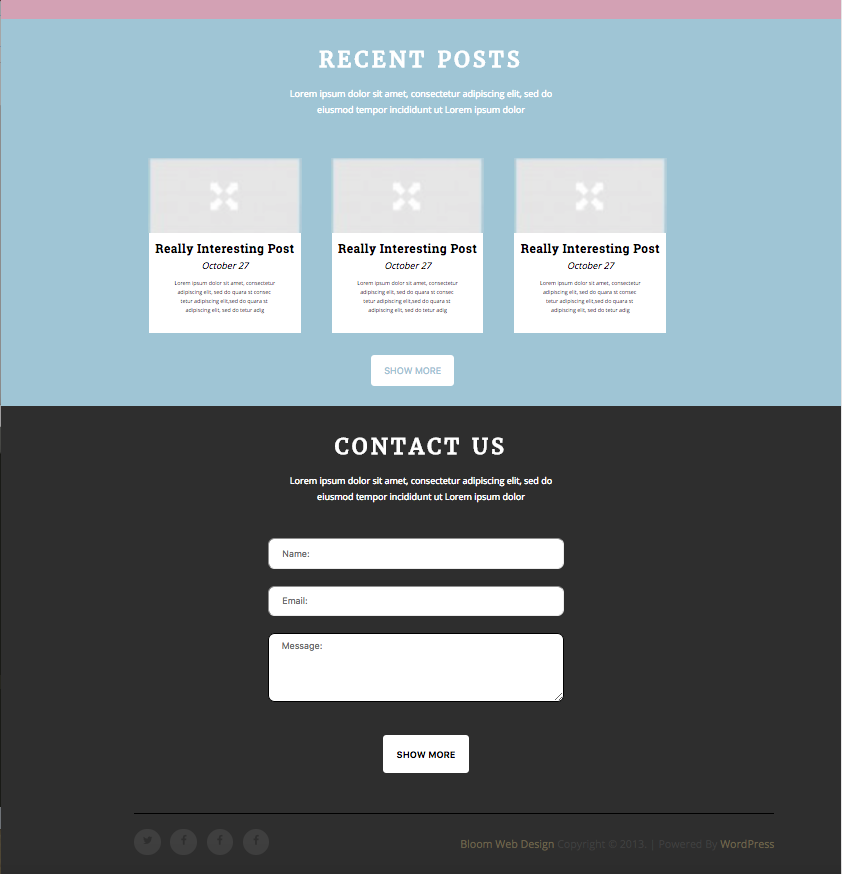 RECENT POSTS
Lorem ipsum dolor sit amet, consectetur adipiscing elit, sed do
eiusmod tempor incididunt ut Lorem ipsum dolor
Really Interesting Post
October 27
Lorem ipsum dolor sit amet, consectetur
adipiscing elit, sed do quara st consec
tetur adipiscing elit,sed do quara st
adipiscing elit, sed do tetur adig
Really Interesting Post
October 27
Lorem ipsum dolor sit amet, consectetur
adipiscing elit, sed do quara st consec
tetur adipiscing elit,sed do quara st
adipiscing elit, sed do tetur adig
Really Interesting Post
October 27
Lorem ipsum dolor sit amet, consectetur
adipiscing elit, sed do quara st consec
tetur adipiscing elit,sed do quara st
adipiscing elit, sed do tetur adig
SHOW MORE
CONTACT US
Lorem ipsum dolor sit amet, consectetur adipiscing elit, sed do
eiusmod tempor incididunt ut Lorem ipsum dolor
Name:
Email:
Message:
SHOW MORE
Bloom Web Design Copyright © 2013. | Powered By WordPress